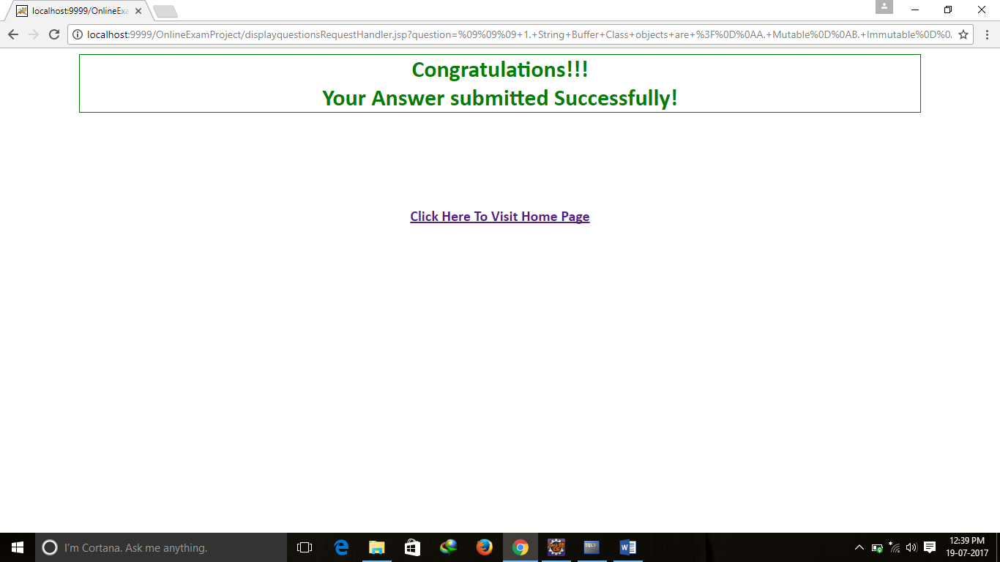 localhost:9999/OnlineExa
localhost:9999/OnlineExamProject/displayquestionsRequestHandler.jsp?question=%09%09%09+1.+String+Buffer+Class+objects+are+%3F%0D%0AA.+Mutable%0D%0AB.+Immutable%0D%0A
Congratulations!!!
Your Answer submitted Successfully!
Click Here To Visit Home Page
I'm Cortana. Ask me anything.
SQL>
12:39 PM
19-07-2017